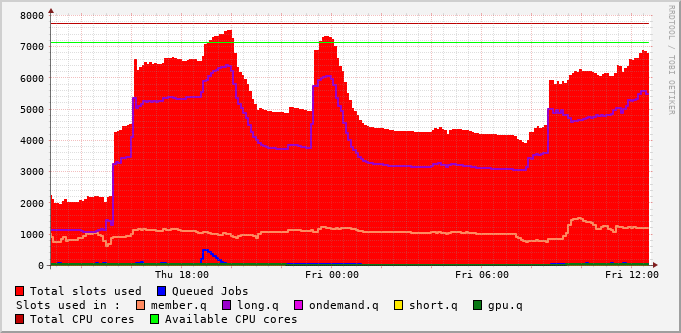 8000
7000
6000
5000
4000
3000
2000
1000
0
Thu 18:00 Fri 00:00 Fri 06:00 Fri 12:00
Total slots used Queued Jobs
Slots used in : member.q long.q ondemand.q short.q gpu.q
Total CPU cores Available CPU cores
RRDTOOL / TOBI OETIKER